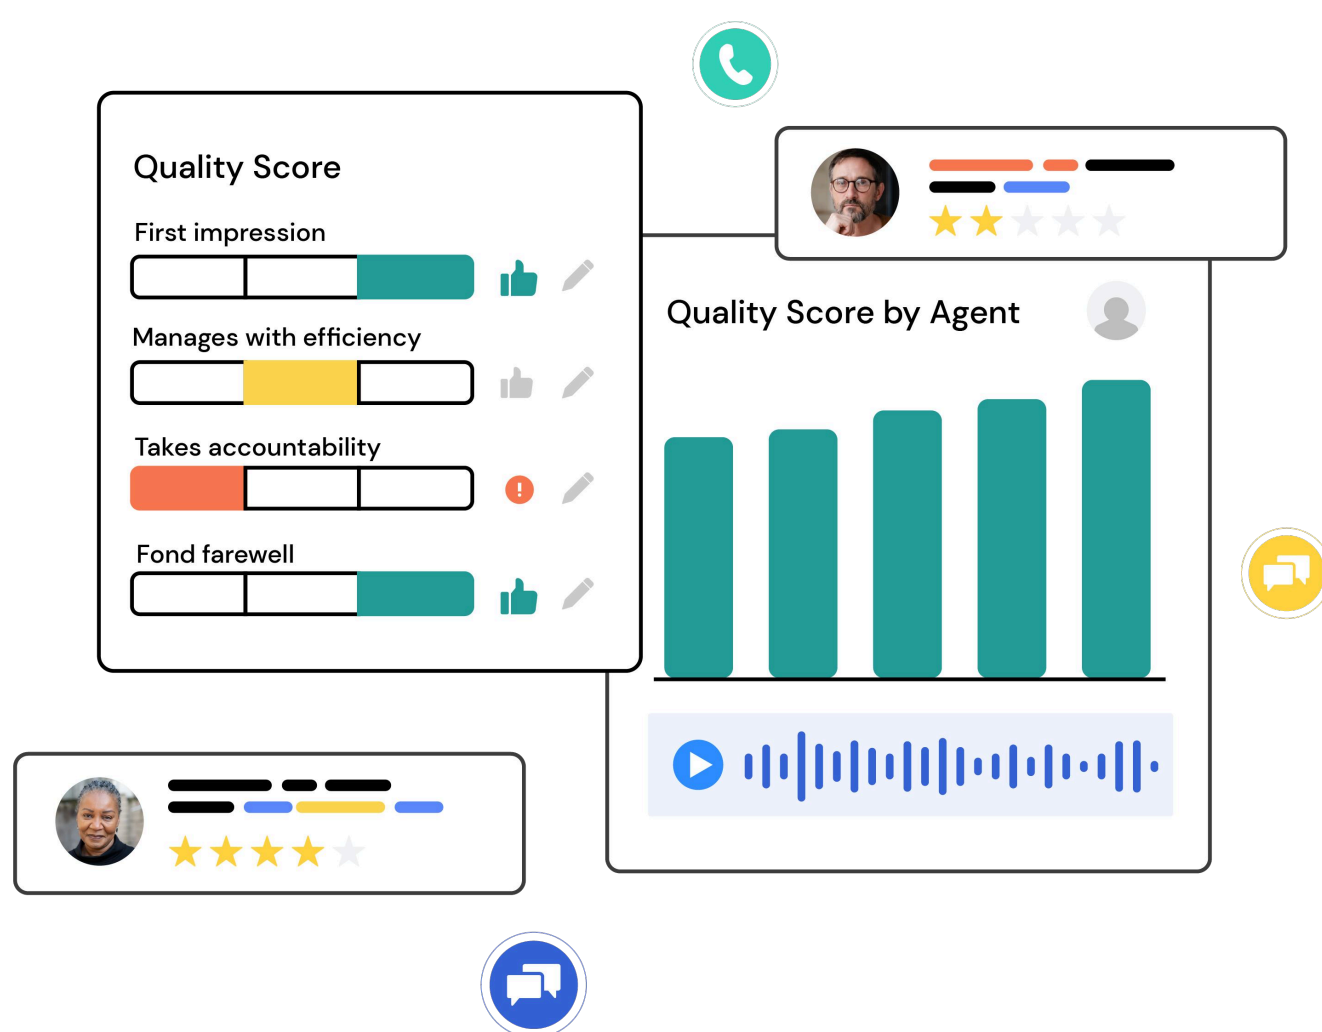 Quality Score
First impression
Manages with efficiency
Takes accountability
Fond farewell
Quality Score by Agent